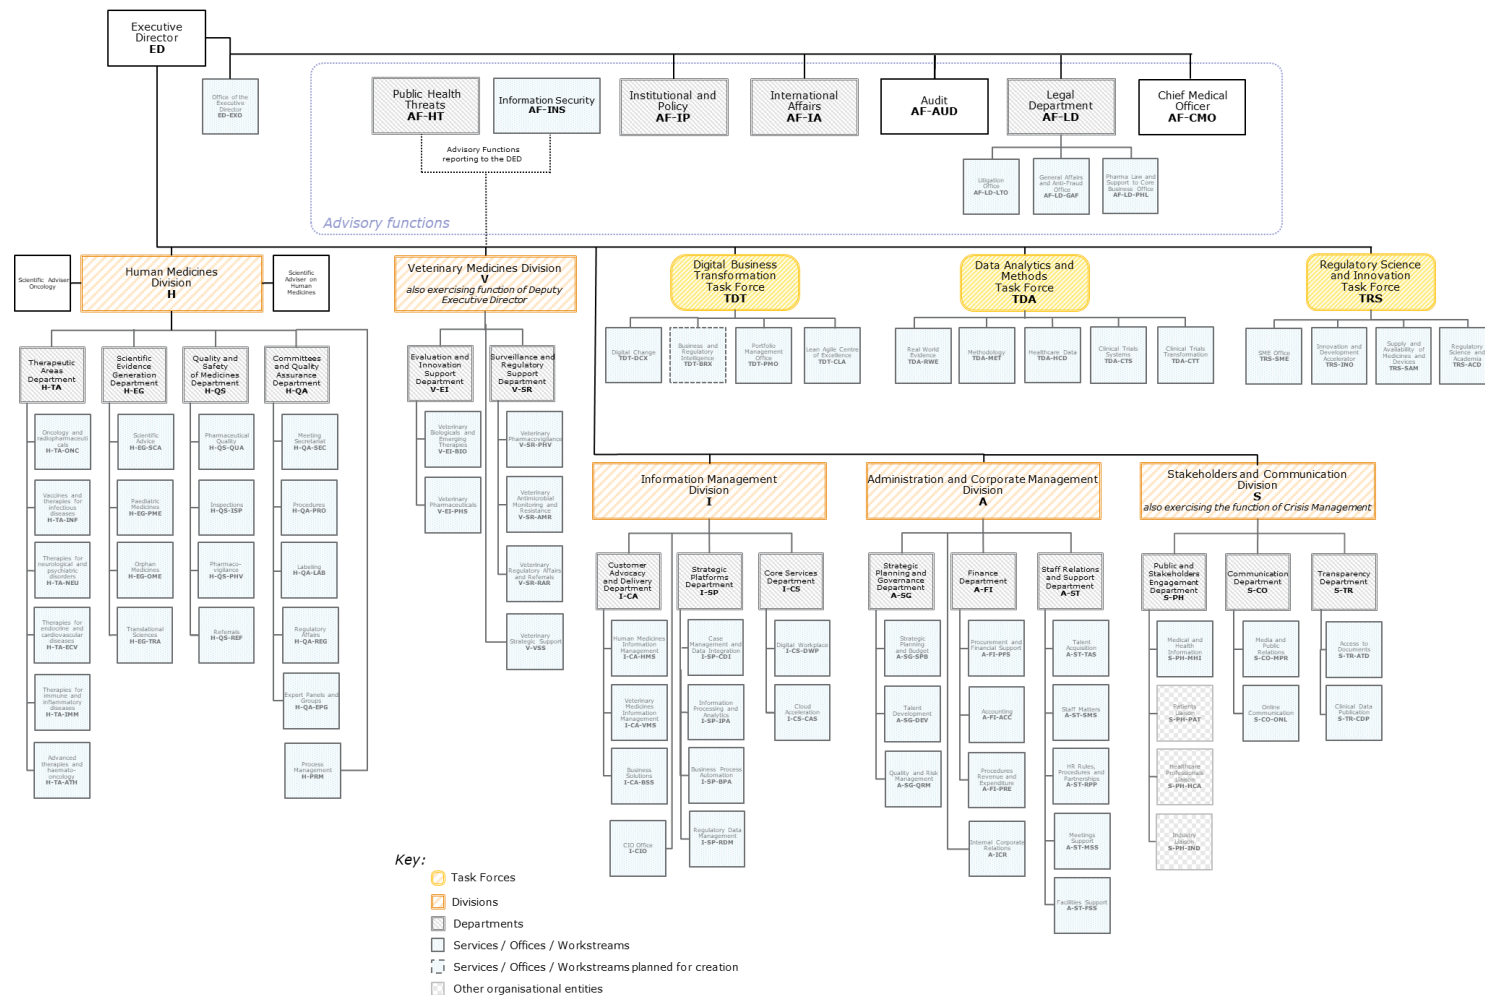 Executive
Director
ED
Office of the
Executive
Director
ED-EXO
Public Health
Threats
AF-HT
Information Security
AF-INS
Institutional and
Policy
AF-IP
International
Affairs
AF-IA
Audit
AF-AUD
Legal
Department
AF-LD
Chief Medical
Officer
AF-CMO
Advisory Functions
reporting to the DED
Litigation
Office
AF-LD-LTO
General Affairs
and Anti-Fraud
Office
AF-LD-GAF
Pharma Law and
Support to Core
Business Office
AF-LD-PHL
Advisory functions
Scientific Adviser
Oncology
Human Medicines
Division
H
Scientific
Adviser on
Human
Medicines
Veterinary Medicines Division
V
also exercising function of Deputy
Executive Director
Digital Business
Transformation
Task Force
TDT
Data Analytics and
Methods
Task Force
TDA
Regulatory Science
and Innovation
Task Force
TRS
Digital Change
TDT-DCX
Business and
Regulatory
Intelligence
TDT-BRX
Portfolio
Management
Office
TDT-PMO
Lean Agile Centre
of Excellence
TDT-CLA
Real World
Evidence
TDA-RWE
Methodology
TDA-MET
Healthcare Data
TDA-HCD
Clinical Trials
Systems
TDA-CTS
Clinical Trials
Transformation
TDA-CTT
SME Office
TRS-SME
Innovation and
Development
Accelerator
TRS-INO
Supply and
Availability of
Medicines and
Devices
TRS-SAM
Regulatory
Science and
Academia
TRS-ACD
Therapeutic
Areas
Department
H-TA
Scientific
Evidence
Generation
Department
H-EG
Quality and
Safety
of Medicines
Department
H-QS
Committees
and Quality
Assurance
Department
H-QA
Evaluation and
Innovation
Support
Department
V-EI
Surveillance and
Regulatory
Support
Department
V-SR
Oncology and
radiopharmaceuti
cals
H-TA-ONC
Scientific
Advice
H-EG-SCA
Pharmaceutical
Quality
H-QS-QUA
Meeting
Secretariat
H-QA-SEC
Veterinary
Biologicals and
Emerging
Therapies
V-EI-BIO
Veterinary
Pharmacovigilance
V-SR-PHV
Vaccines and
therapies for
infectious
diseases
H-TA-INF
Paediatric
Medicines
H-EG-PME
Inspections
H-QS-ISP
Procedures
H-QA-PRO
Veterinary
Pharmaceuticals
V-EI-PHS
Veterinary
Antimicrobial
Monitoring and
Resistance
V-SR-AMR
Therapies for
neurological and
psychiatric
disorders
H-TA-NEU
Orphan
Medicines
H-EG-OME
Pharmaco-
vigilance
H-QS-PHV
Labeling
H-QA-LAB
Veterinary
Regulatory Affairs
and Referrals
V-SR-RAR
Therapies for
endocrine and
cardiovascular
diseases
H-TA-ECV
Translational
Sciences
H-EG-TRA
Referrals
H-QS-REF
Regulatory
Affairs
H-QA-REG
Veterinary
Strategic Support
V-VSS
Therapies for
immune and
inflammatory
diseases
H-TA-IMM
Expert Panels and
Groups
H-QA-EPG
Advanced
therapies and
haemato-
oncology
H-TA-ATH
Process
Management
H-PRM
Information Management
Division
I
Administration and Corporate Management
Division
A
Stakeholders and Communication
Division
S
also exercising the function of Crisis Management
Customer
Advocacy
and Delivery
Department
I-CA
Strategic
Platforms
Department
I-SP
Core Services
Department
I-CS
Strategic
Planning and
Governance
Department
A-SG
Finance
Department
A-FI
Staff Relations
and Support
Department
A-ST
Public and
Stakeholders
Engagement
Department
S-PH
Communication
Department
S-CO
Transparency
Department
S-TR
Human Medicines
Information
Management
I-CA-HMS
Case
Management and
Data Integration
I-SP-CDI
Digital Workplace
I-CS-DWP
Strategic
Planning
and Budget
A-SG-SPB
Procurement and
Financial Support
A-FI-PFS
Talent
Acquisition
A-ST-TAS
Medical and
Health
Information
S-PH-MHI
Media and
Public
Relations
S-CO-MPR
Access to
Documents
S-TR-ATD
Veterinary
Medicines
Information
Management
I-CA-VMS
Information
Processing and
Analytics
I-SP-IPA
Cloud
Acceleration
I-CS-CAS
Talent
Development
A-SG-DEV
Accounting
A-FI-ACC
Staff Matters
A-ST-SMS
Patients
Liaison
S-PH-PAT
Online
Communication
S-CO-ONL
Clinical Data
Publication
S-TR-CDP
Business
Solutions
I-CA-BSS
Business Process
Automation
I-SP-BPA
Quality and Risk
Management
A-SG-QRM
Procedures
Revenue and
Expenditure
A-FI-PRE
HR Rules,
Procedures and
Partnerships
A-ST-RPP
Healthcare
Professionals
Liaison
S-PH-HCA
CIO Office
I-CIO
Regulatory Data
Management
I-SP-RDM
Internal Corporate
Relations
A-ICR
Meetings
Support
A-ST-MSS
Industry
Liaison
S-PH-IND
Facilities Support
A-ST-FSS
Key:
Task Forces
Divisions
Departments
Services / Offices / Workstreams
Services / Offices / Workstreams planned for creation
Other organisational entities